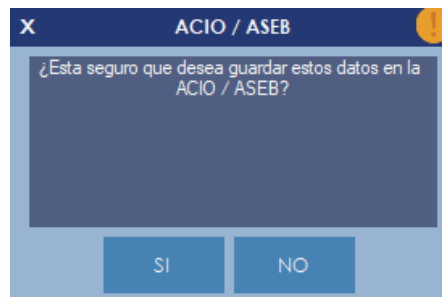 X ACIO / ASEB !
¿Esta seguro que desea guardar estos datos en la
ACIO / ASEB?
SI NO